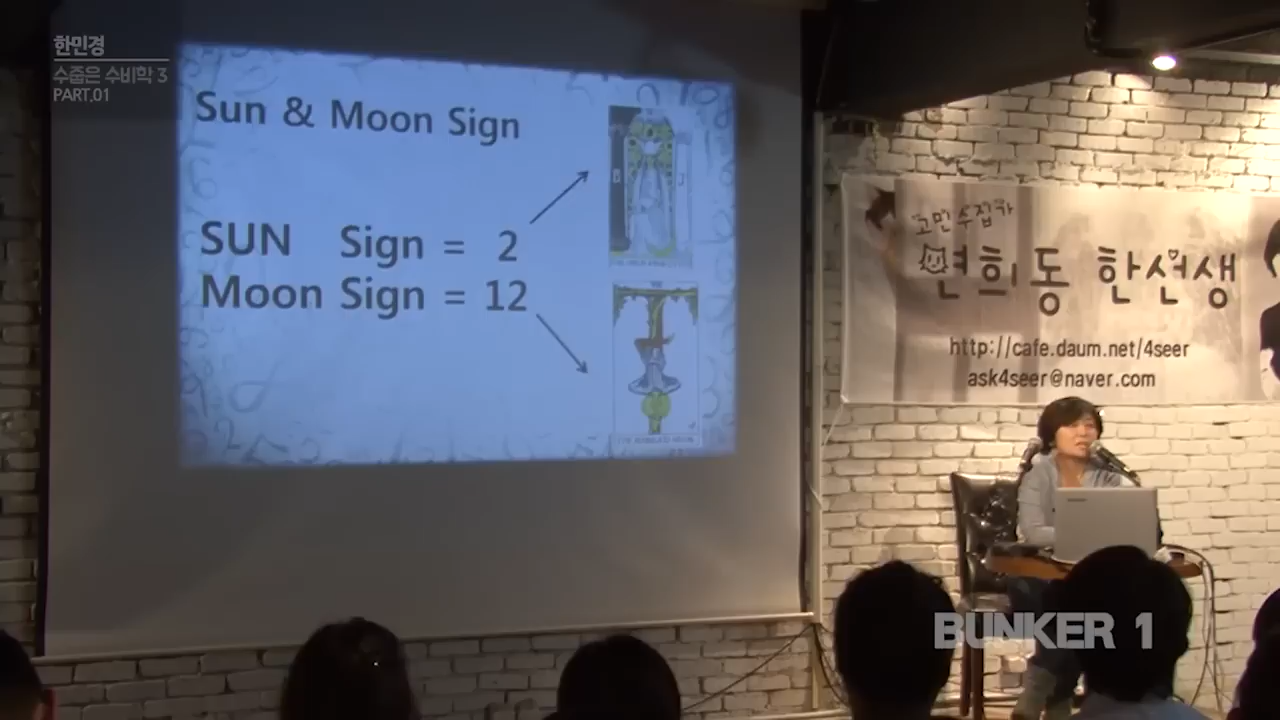 한민경
수줍은 수비학 3
PART.01
Sun & Moon Sign
SUN Sign = 2
Moon Sign = 12
B
J
고민 수집가
연희동 한선생
http://cafe.daum.net/4seer
ask4seer@naver.com
BUNKER 1